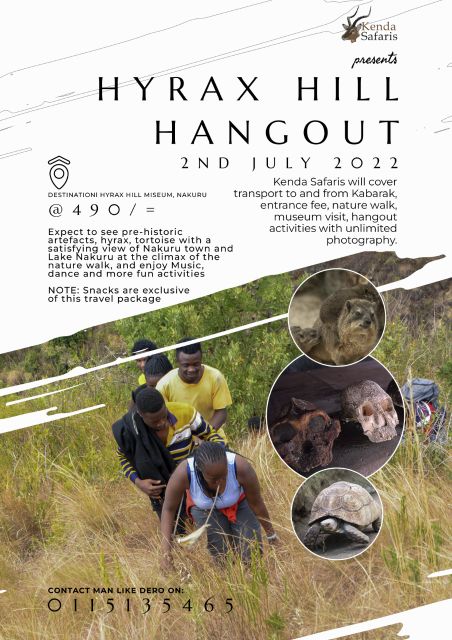 Kenda
Safaris
presents
HYRAX HILL
HANGOUT
2ND JULY 2022
DESTINATION! HYRAX HILL MISEUM, NAKURU
@490/=
Kenda Safaris will cover
transport to and from Kabarak,
entrance fee, nature walk,
museum visit, hangout
activities with unlimited
photography.
Expect to see pre-historic
artefacts, hyrax, tortoise with a
satisfying view of Nakuru town and
Lake Nakuru at the climax of the
nature walk, and enjoy Music,
dance and more fun activities
NOTE: Snacks are exclusive
of this travel package
CONTACT MAN LIKE DERO ON:
0115135465